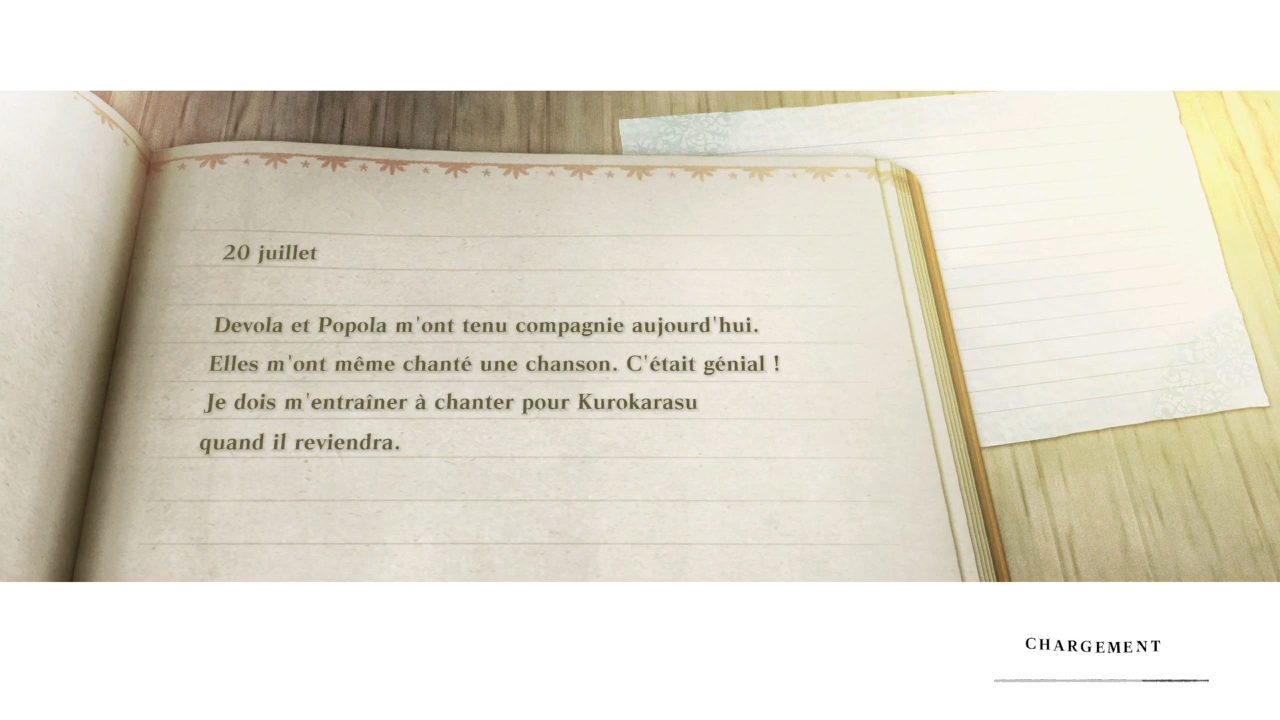 20 juillet
Devola et Popola m'ont tenu compagnie aujourd'hui.
Elles m'ont même chanté une chanson. C'était génial !
Je dois m'entraîner à chanter pour Kurokarasu
quand il reviendra.
CHARGEMENT